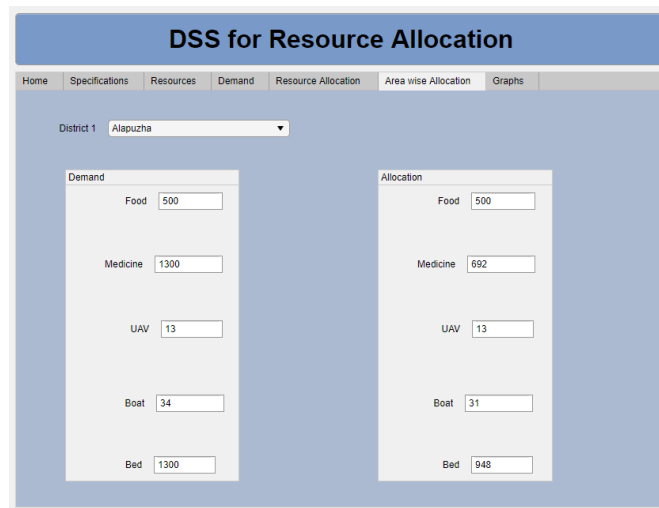 DSS for Resource Allocation
Home Specifications Resources Demand Resource Allocation Area wise Allocation Graphs
District 1 Alapuzha
Demand
Food 500
Medicine 1300
UAV 13
Boat 34
Bed 1300
Allocation
Food 500
Medicine 692
UAV 13
Boat 31
Bed 948